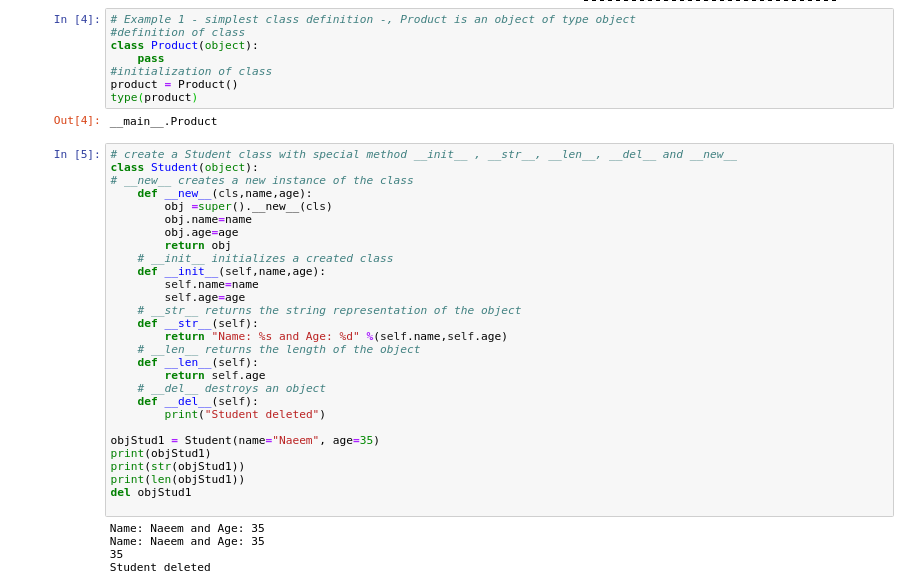 In [4]: # Example 1 - simplest class definition -, Product is an object of type object
#definition of class
class Product(object):
    pass
#initialization of class
product = Product()
type(product)
Out[4]: __main__.Product
In [5]: # create a Student class with special method __init__ , __str__, __len__, __del__ and __new__
class Student(object):
# __new__ creates a new instance of the class
    def __new__(cls,name,age):
        obj =super().__new__(cls)
        obj.name=name
        obj.age=age
        return obj
    # __init__ initializes a created class
    def __init__(self,name,age):
        self.name=name
        self.age=age
    # __str__ returns the string representation of the object
    def __str__(self):
        return "Name: %s and Age: %d" %(self.name,self.age)
    # __len__ returns the length of the object
    def __len__(self):
        return self.age
    # __del__ destroys an object
    def __del__(self):
        print("Student deleted")

objStud1 = Student(name="Naeem", age=35)
print(objStud1)
print(str(objStud1))
print(len(objStud1))
del objStud1
Name: Naeem and Age: 35
Name: Naeem and Age: 35
35
Student deleted